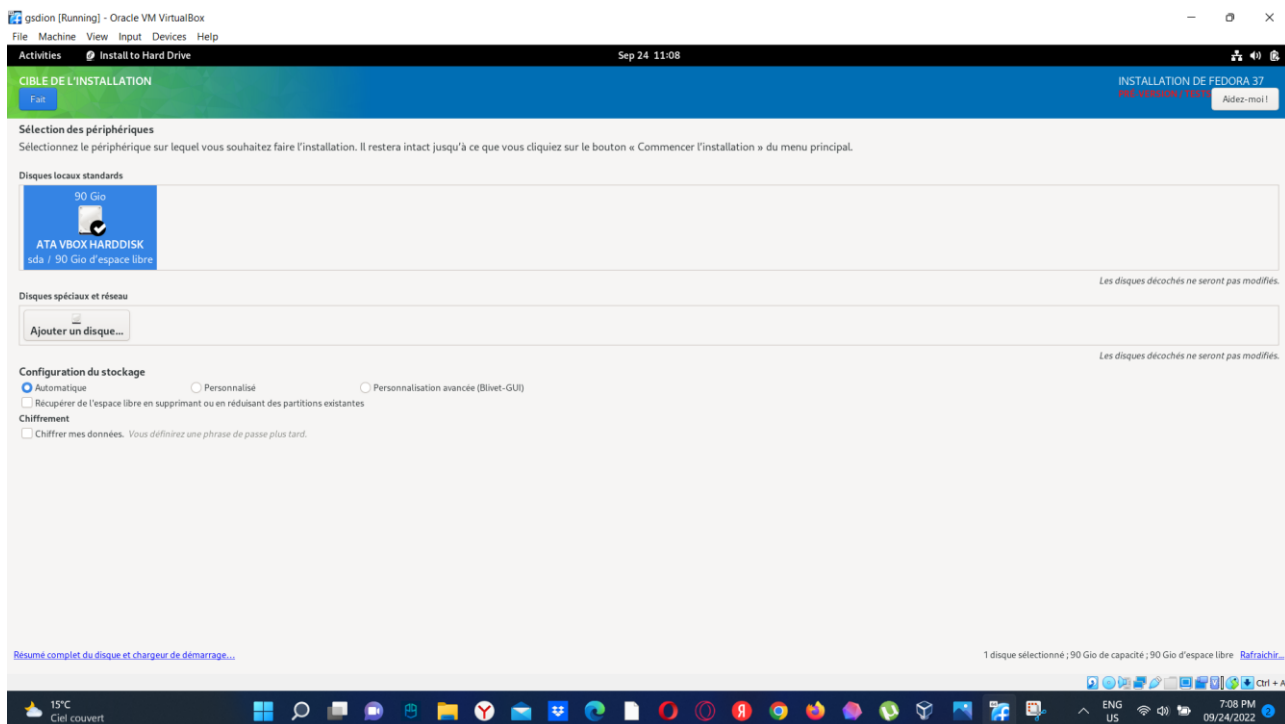 gsdion [Running] - Oracle VM VirtualBox
File Machine View Input Devices Help
Activities Install to Hard Drive Sep 24 11:08
CIBLE DE L'INSTALLATION
INSTALLATION DE FEDORA 37
Fait
Aidez-moi !
Sélection des périphériques
Sélectionnez le périphérique sur lequel vous souhaitez faire l'installation. Il restera intact jusqu'à ce que vous cliquiez sur le bouton « Commencer l'installation » du menu principal.
Disques locaux standards
90 Gio
ATA VBOX HARDDISK
sda / 90 Gio d'espace libre
Les disques décochés ne seront pas modifiés.
Disques spéciaux et réseau
Ajouter un disque...
Les disques décochés ne seront pas modifiés.
Configuration du stockage
Automatique Personnalisé Personnalisation avancée (Blivet-GUI)
Récupérer de l'espace libre en supprimant ou en réduisant des partitions existantes
Chiffrement
Chiffrer mes données. Vous définirez une phrase de passe plus tard.
Résumé complet du disque et chargeur de démarrage... 1 disque sélectionné ; 90 Gio de capacité ; 90 Gio d'espace libre Rafraichir...
Ctrl + A
15°C
Ciel couvert
ENG
US
7:08 PM
09/24/2022
2